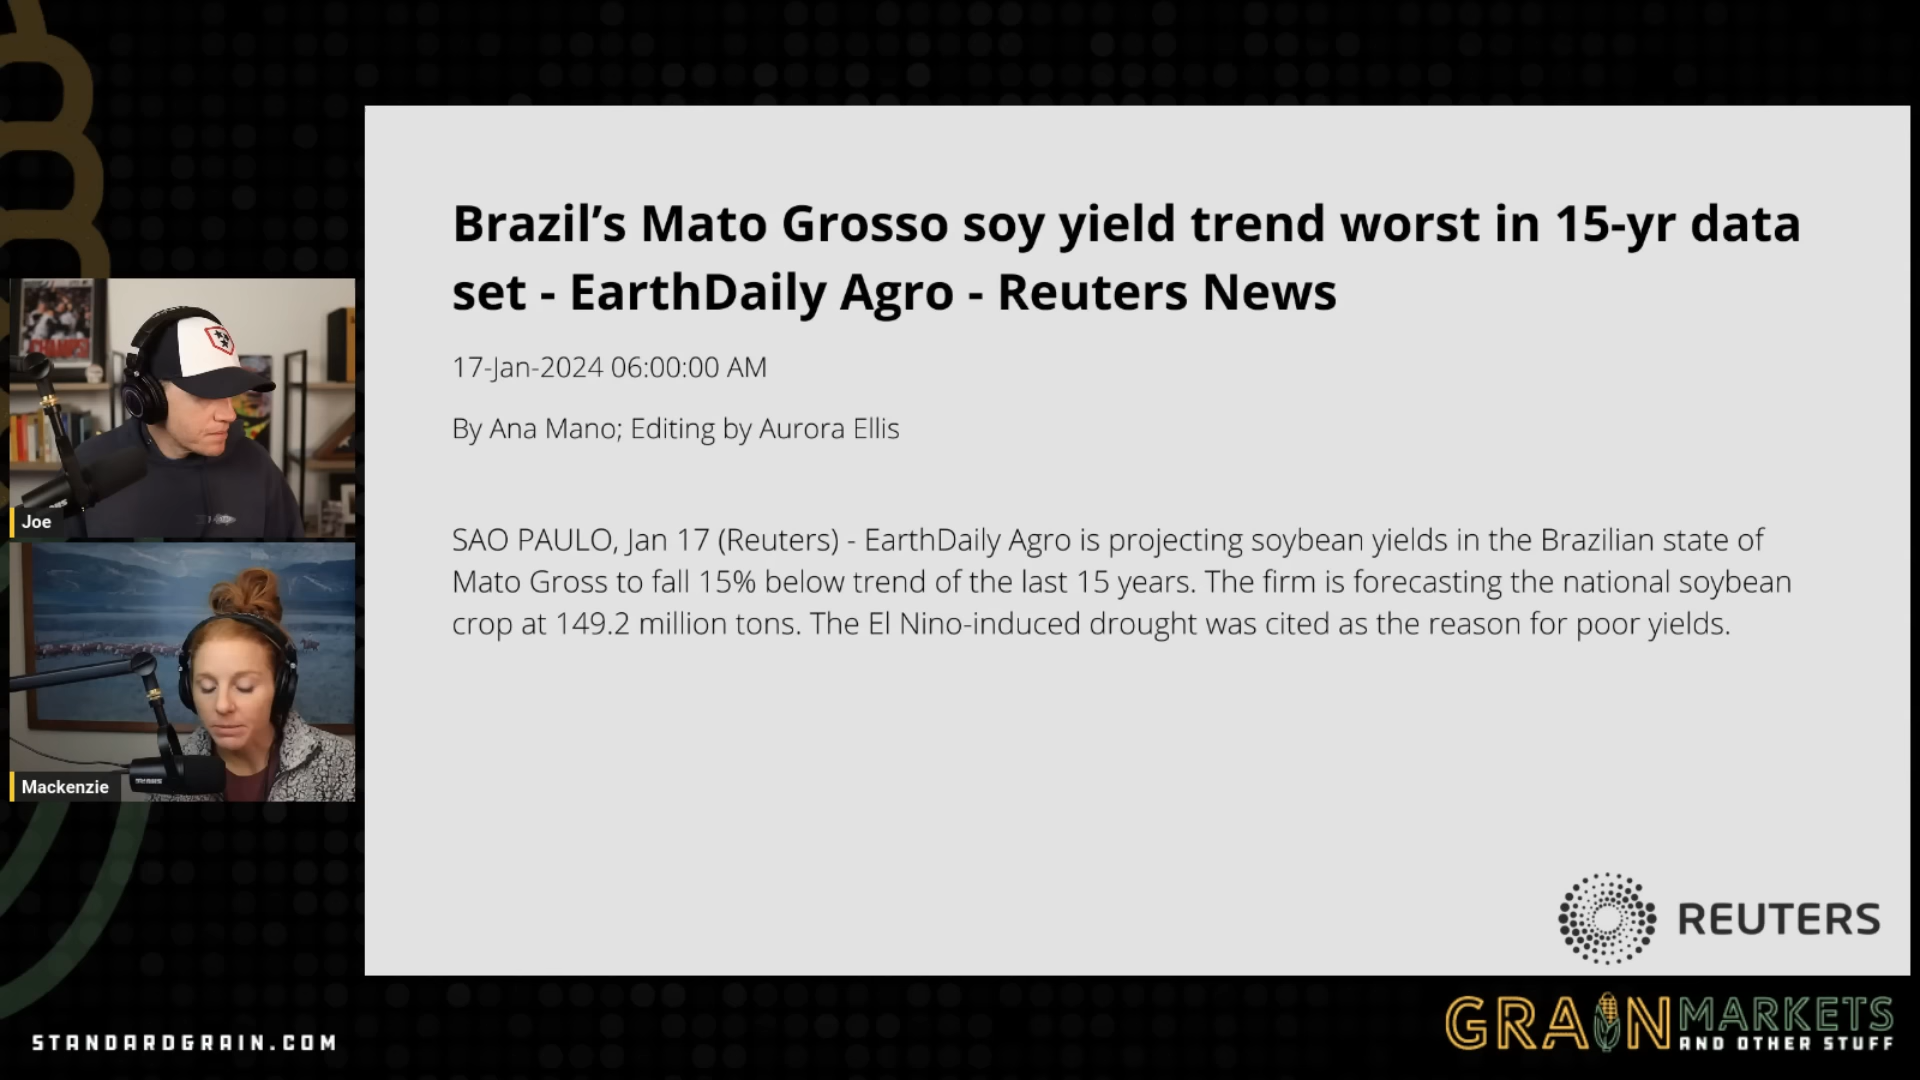 Brazil’s Mato Grosso soy yield trend worst in 15-yr data
set - EarthDaily Agro - Reuters News
17-Jan-2024 06:00:00 AM
By Ana Mano; Editing by Aurora Ellis
SAO PAULO, Jan 17 (Reuters) - EarthDaily Agro is projecting soybean yields in the Brazilian state of
Mato Gross to fall 15% below trend of the last 15 years. The firm is forecasting the national soybean
crop at 149.2 million tons. The El Nino-induced drought was cited as the reason for poor yields.
REUTERS
CHAMPS
Joe
Mackenzie
STANDARDGRAIN.COM
GRAIN MARKETS
AND OTHER STUFF